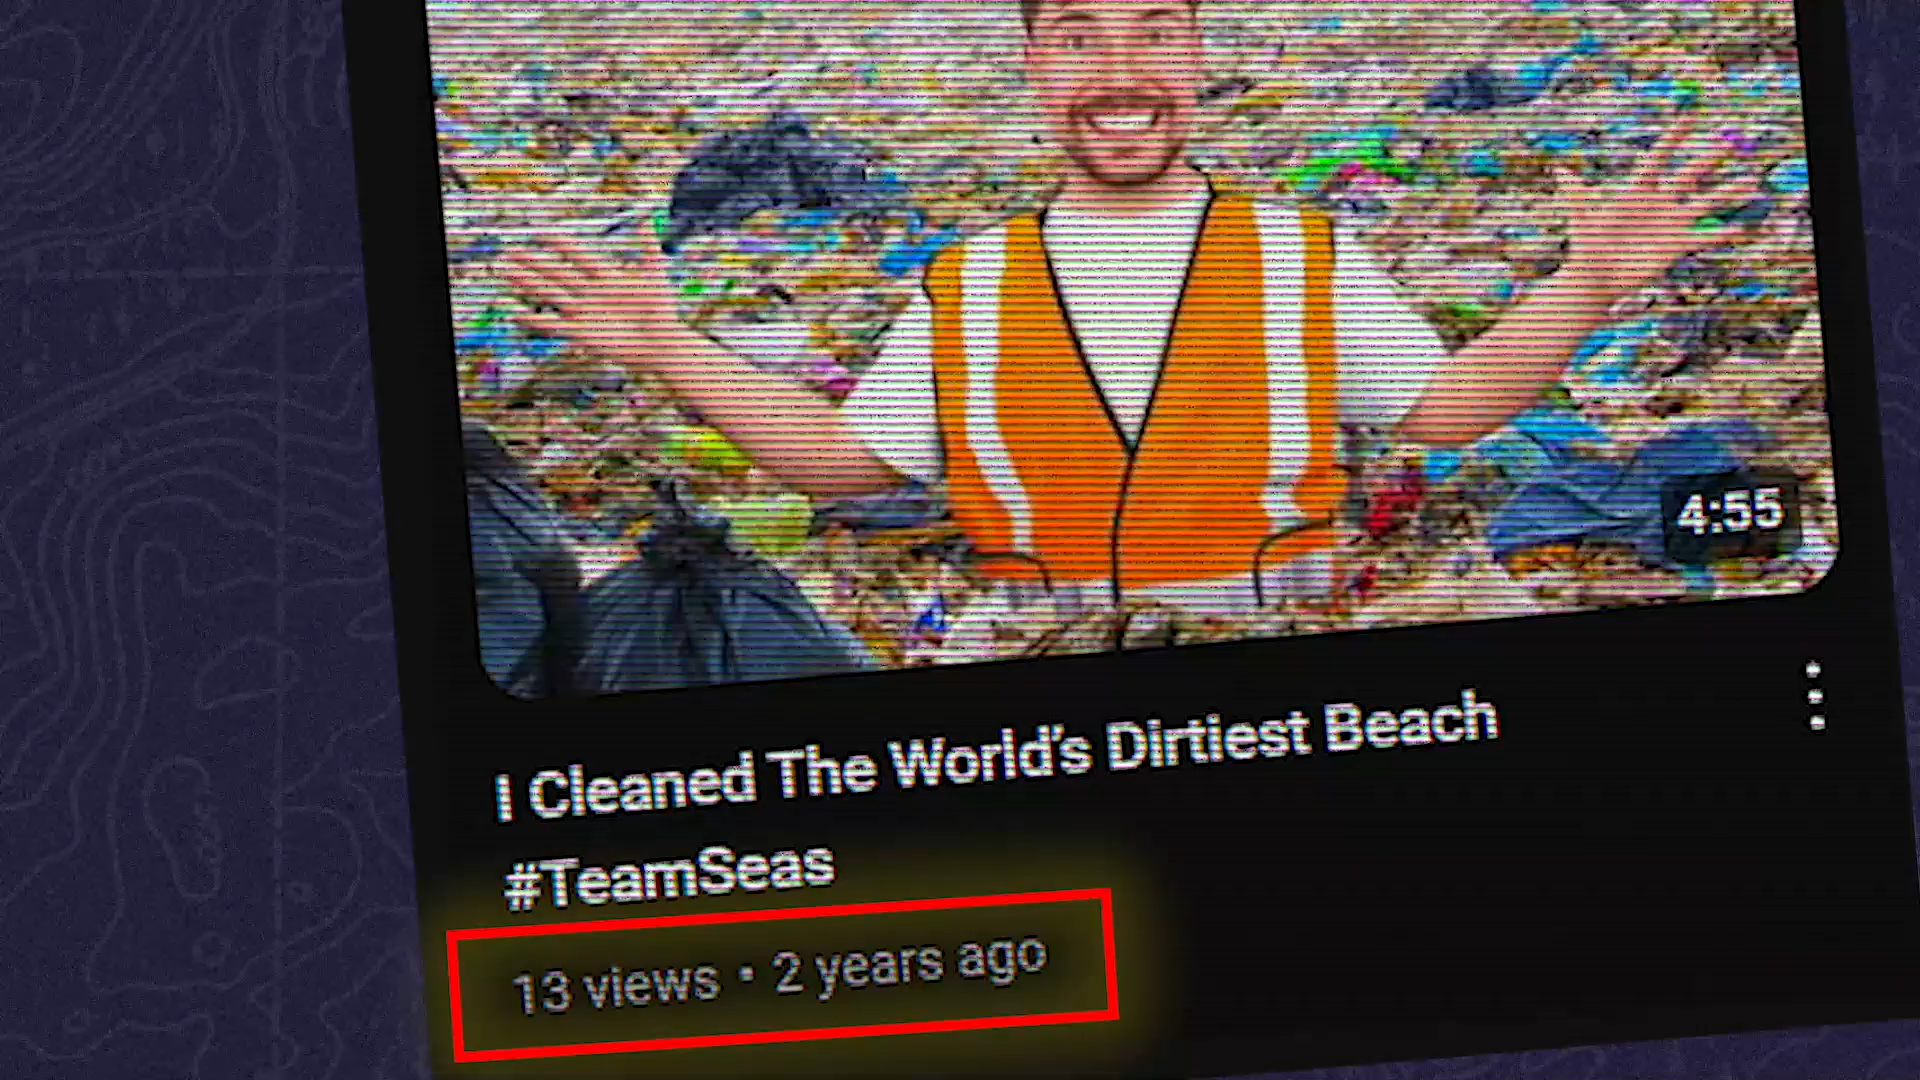 4:55
I Cleaned The World's Dirtiest Beach
#TeamSeas
13 views • 2 years ago